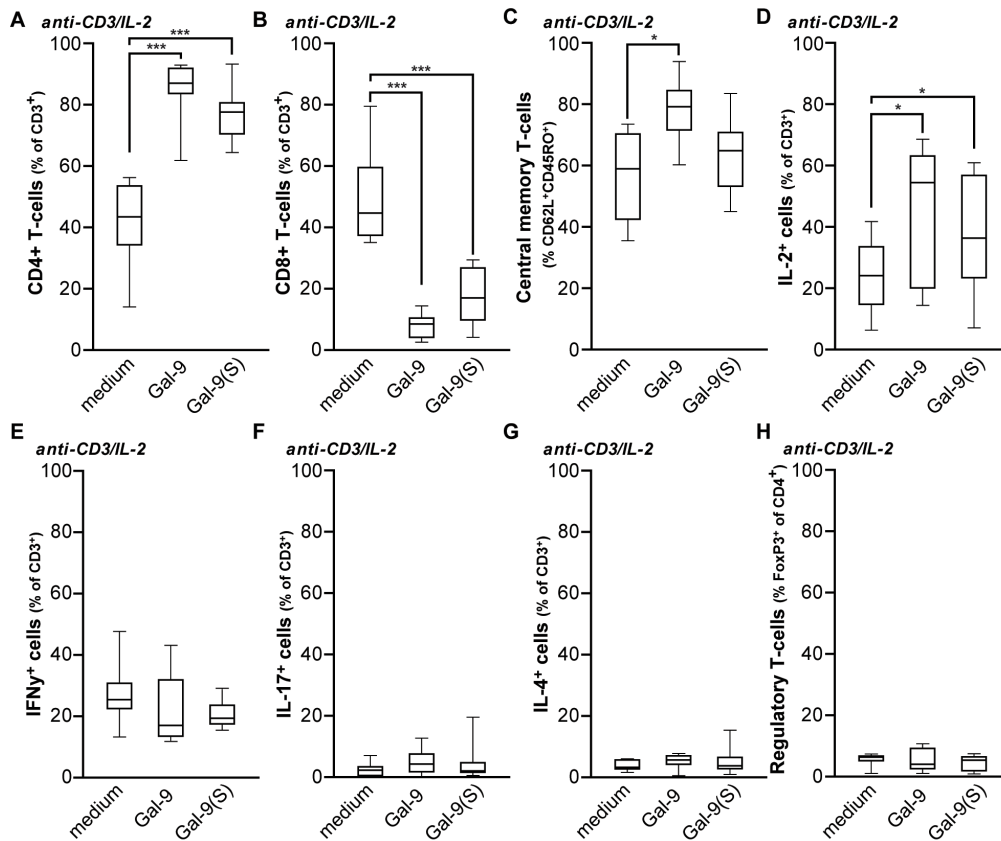 A anti-CD3/IL-2
CD4+ T-cells (% of CD3+)
100
80
60
40
20
0
***
***
medium Gal-9 Gal-9(S)
B anti-CD3/IL-2
CD8+ T-cells (% of CD3+)
100
80
60
40
20
0
***
***
medium Gal-9 Gal-9(S)
C anti-CD3/IL-2
Central memory T-cells
(% CD62L+CD45RO+)
100
80
60
40
20
0
*
medium Gal-9 Gal-9(S)
D anti-CD3/IL-2
IL-2+ cells (% of CD3+)
100
80
60
40
20
0
*
*
medium Gal-9 Gal-9(S)
E anti-CD3/IL-2
IFNy+ cells (% of CD3+)
100
80
60
40
20
0
medium Gal-9 Gal-9(S)
F anti-CD3/IL-2
IL-17+ cells (% of CD3+)
100
80
60
40
20
0
medium Gal-9 Gal-9(S)
G anti-CD3/IL-2
IL-4+ cells (% of CD3+)
100
80
60
40
20
0
medium Gal-9 Gal-9(S)
H anti-CD3/IL-2
Regulatory T-cells (% FoxP3+ of CD4+)
100
80
60
40
20
0
medium Gal-9 Gal-9(S)